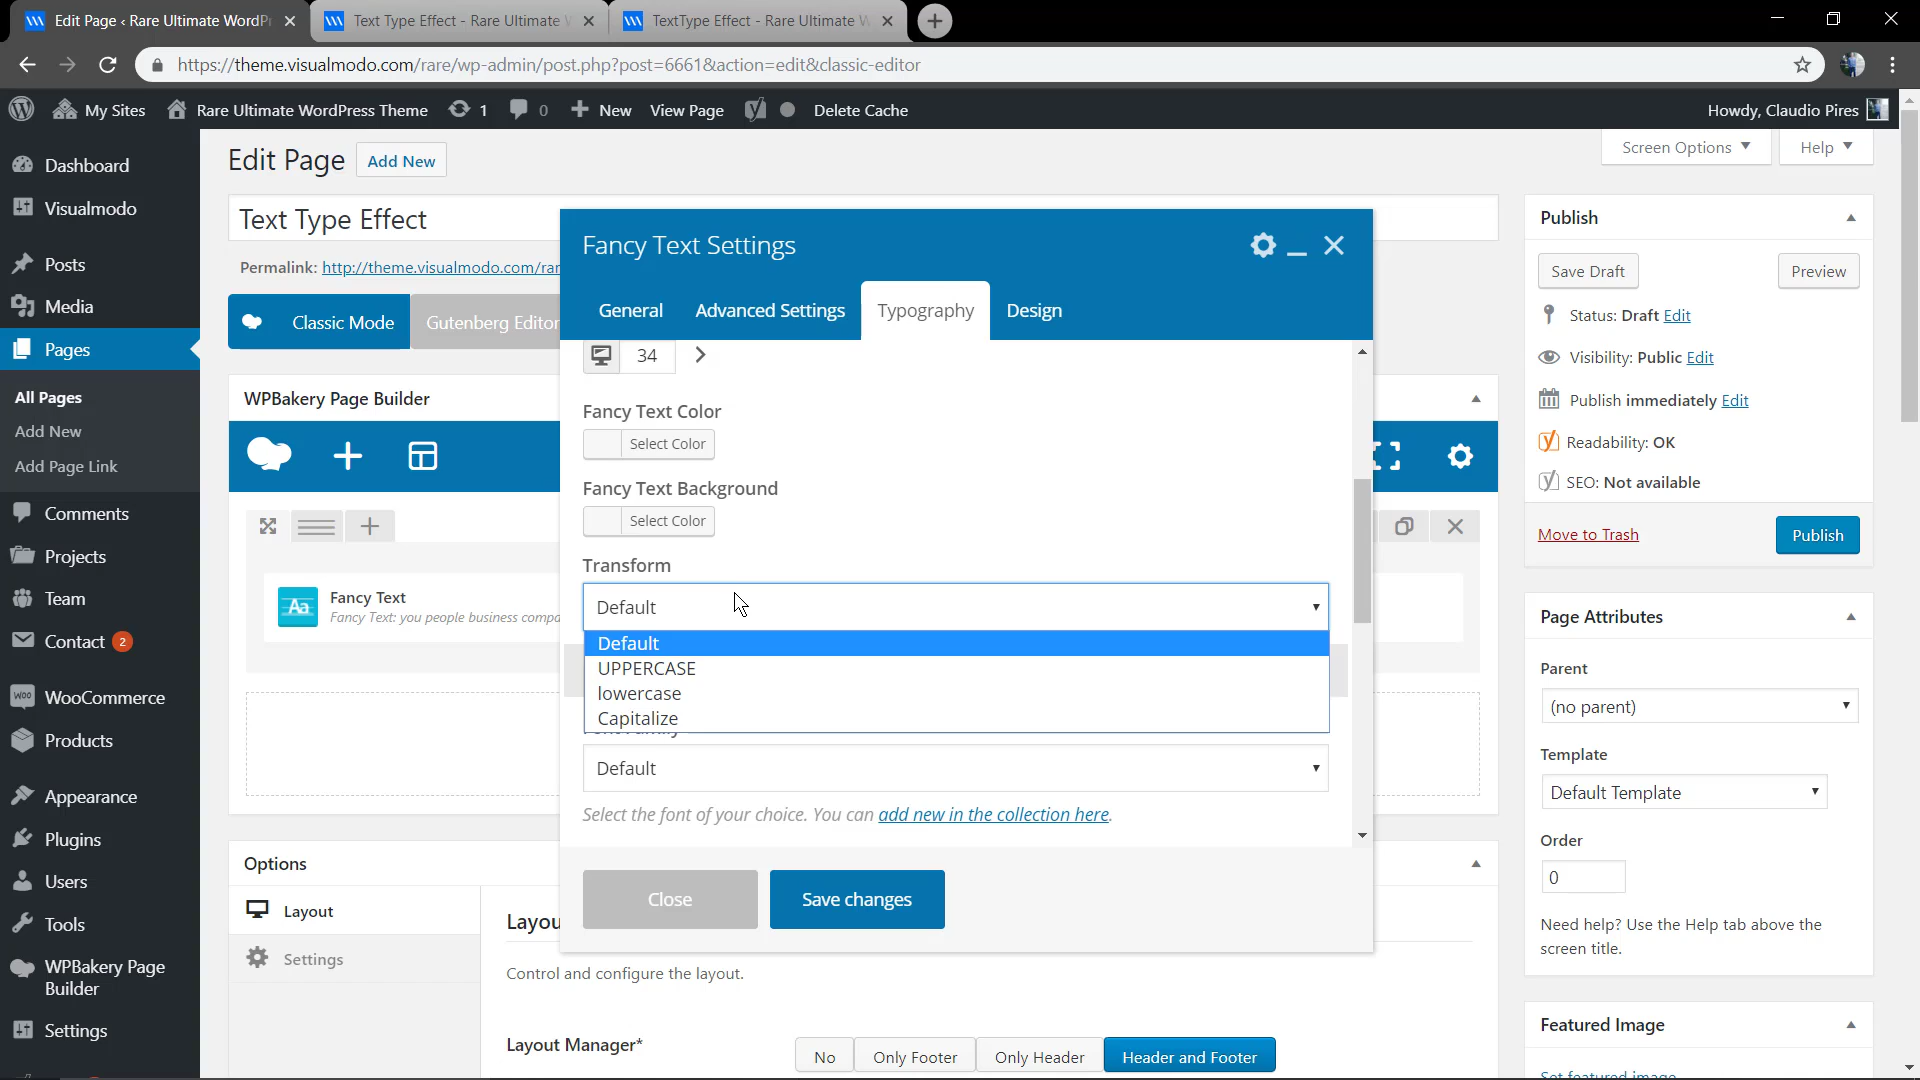 Edit Page ‹ Rare Ultimate WordP
Text Type Effect - Rare Ultimate
TextType Effect - Rare Ultimate W
https://theme.visualmodo.com/rare/wp-admin/post.php?post=6661&action=edit&classic-editor
My Sites
Rare Ultimate WordPress Theme
1
0
New
View Page
Delete Cache
Howdy, Claudio Pires
Dashboard
Visualmodo
Posts
Media
Pages
All Pages
Add New
Add Page Link
Comments
Projects
Team
Contact 2
WooCommerce
Products
Appearance
Plugins
Users
Tools
WPBakery Page
Builder
Settings
Edit Page
Add New
Screen Options
Help
Text Type Effect
Permalink: http://theme.visualmodo.com/rar
Classic Mode
Gutenberg Editor
WPBakery Page Builder
Aa
Fancy Text
Fancy Text: you people business compa
Options
Layout
Settings
Layou
Control and configure the layout.
Layout Manager*
No
Only Footer
Only Header
Header and Footer
Fancy Text Settings
General
Advanced Settings
Typography
Design
34
Fancy Text Color
Select Color
Fancy Text Background
Select Color
Transform
Default
Default
UPPERCASE
lowercase
Capitalize
Default
Select the font of your choice. You can add new in the collection here.
Close
Save changes
Publish
Save Draft
Preview
Status: Draft Edit
Visibility: Public Edit
Publish immediately Edit
Readability: OK
SEO: Not available
Move to Trash
Publish
Page Attributes
Parent
(no parent)
Template
Default Template
Order
0
Need help? Use the Help tab above the
screen title.
Featured Image
Set featured image